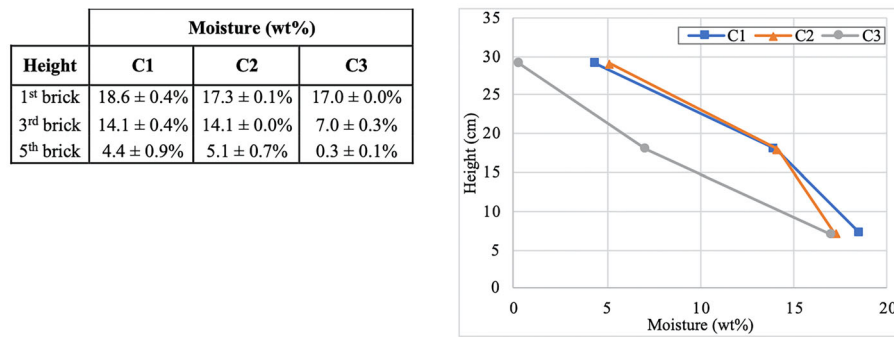 Moisture (wt%)
Height C1 C2 C3
1st brick 18.6 ± 0.4% 17.3 ± 0.1% 17.0 ± 0.0%
3rd brick 14.1 ± 0.4% 14.1 ± 0.0% 7.0 ± 0.3%
5th brick 4.4 ± 0.9% 5.1 ± 0.7% 0.3 ± 0.1%
35
30
25
20
15
10
5
0
Height (cm)
C1 C2 C3
0 5 10 15 20
Moisture (wt%)